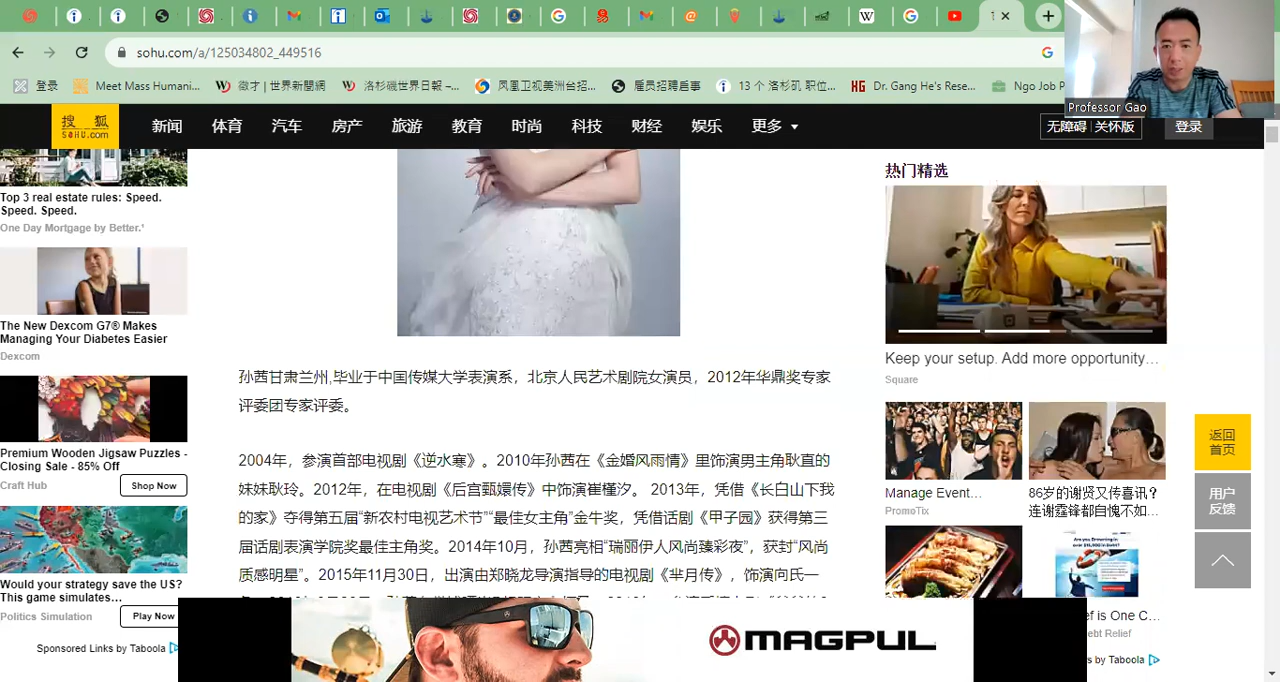 sohu.com/a/125034802_449516
登录
Meet Mass Humani...
徵才 | 世界新聞網
洛杉磯世界日報 –...
凤凰卫视美洲台招...
雇员招聘启事
13 个 洛杉矶 职位...
Dr. Gang He's Rese...
Ngo Job P
Professor Gao
搜 狐
SOHU.com
新闻
体育
汽车
房产
旅游
教育
时尚
科技
财经
娱乐
更多
无障碍
关怀版
登录
Top 3 real estate rules: Speed.
Speed. Speed.
One Day Mortgage by Better.¹
The New Dexcom G7® Makes
Managing Your Diabetes Easier
Dexcom
Premium Wooden Jigsaw Puzzles -
Closing Sale - 85% Off
Craft Hub
Shop Now
Would your strategy save the US?
This game simulates…
Politics Simulation
Play Now
Sponsored Links by Taboola
孙茜甘肃兰州,毕业于中国传媒大学表演系，北京人民艺术剧院女演员，2012年华鼎奖专家
评委团专家评委。
2004年，参演首部电视剧《逆水寒》。2010年孙茜在《金婚风雨情》里饰演男主角耿直的
妹妹耿玲。2012年，在电视剧《后宫甄嬛传》中饰演崔槿汐。 2013年，凭借《长白山下我
的家》夺得第五届“新农村电视艺术节”“最佳女主角”金牛奖，凭借话剧《甲子园》获得第三
届话剧表演学院奖最佳主角奖。2014年10月，孙茜亮相“瑞丽伊人风尚臻彩夜”，获封“风尚
质感明星”。2015年11月30日，出演由郑晓龙导演指导的电视剧《芈月传》，饰演向氏一
热门精选
Keep your setup. Add more opportunity…
Square
Manage Event…
PromoTix
86岁的谢贤又传喜讯？
连谢霆锋都自愧不如…
ef is One C…
ebt Relief
s by Taboola
返回
首页
用户
反馈
MAGPUL